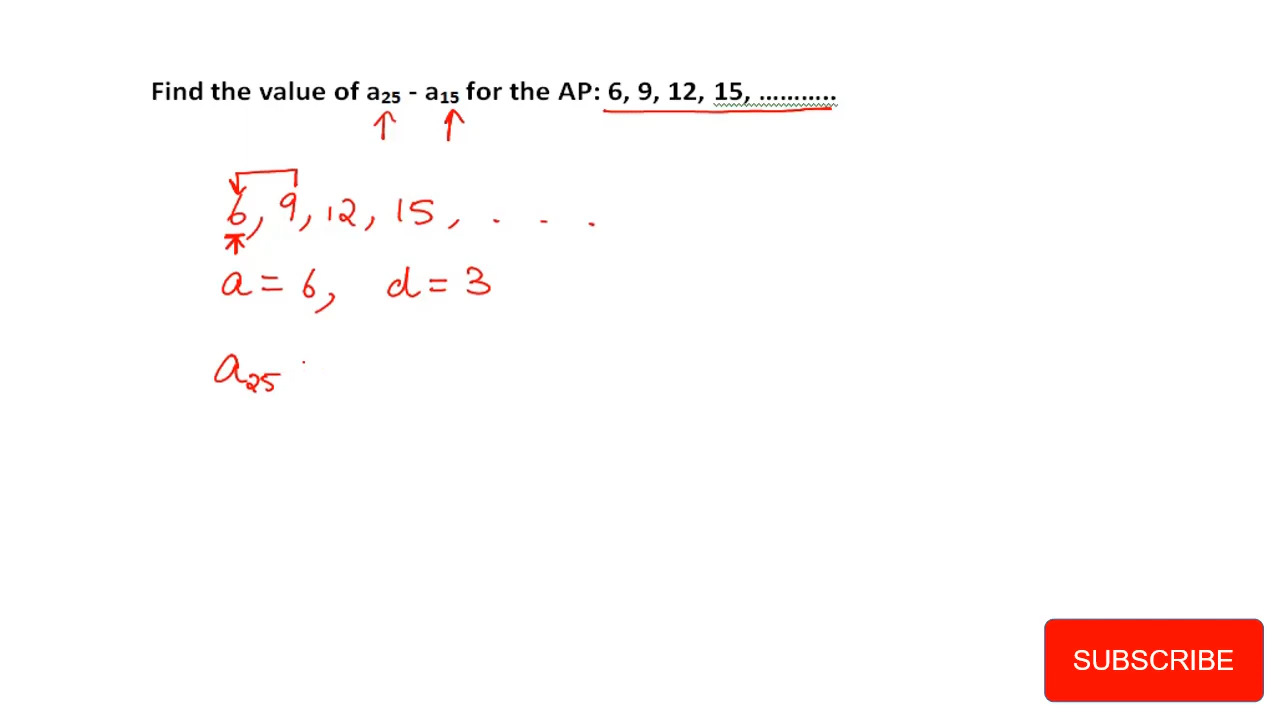 Find the value of a₂₅ - a₁₅ for the AP: 6, 9, 12, 15, ………..
6, 9, 12, 15, . . .
a = 6, d = 3
a₂₅
SUBSCRIBE